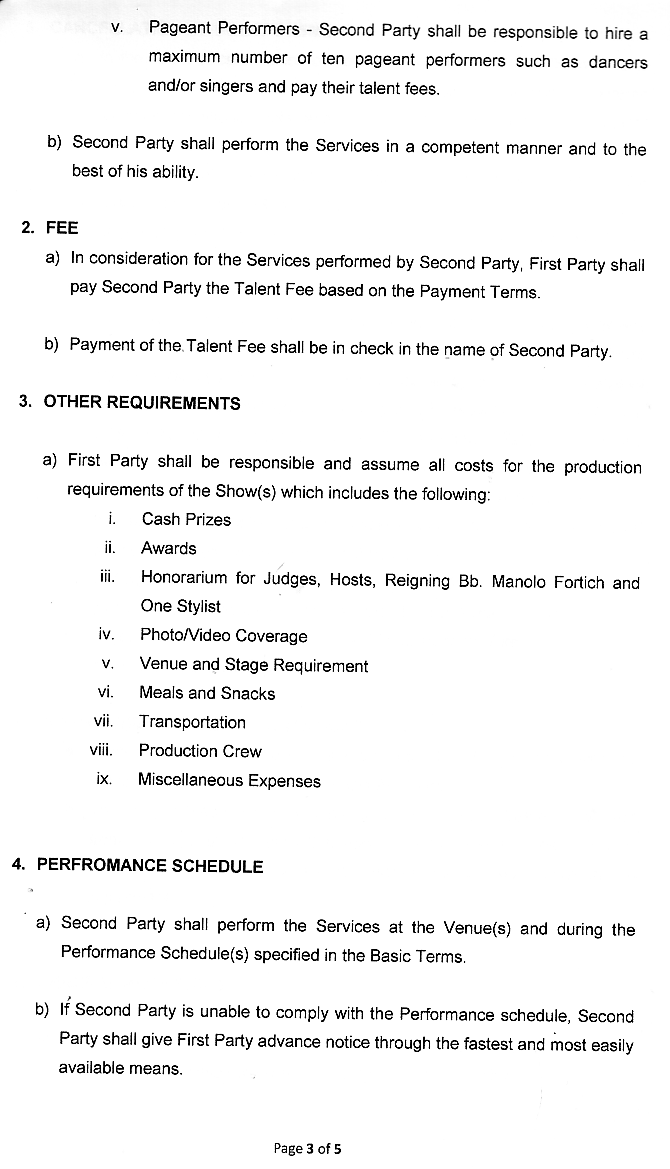 v. Pageant Performers - Second Party shall be responsible to hire a
maximum number of ten pageant performers such as dancers
and/or singers and pay their talent fees.
b) Second Party shall perform the Services in a competent manner and to the
best of his ability.
2. FEE
a) In consideration for the Services performed by Second Party, First Party shall
pay Second Party the Talent Fee based on the Payment Terms.
b) Payment of the Talent Fee shall be in check in the name of Second Party.
3. OTHER REQUIREMENTS
a) First Party shall be responsible and assume all costs for the production
requirements of the Show(s) which includes the following:
i. Cash Prizes
ii. Awards
iii. Honorarium for Judges, Hosts, Reigning Bb. Manolo Fortich and
One Stylist
iv. Photo/Video Coverage
v. Venue and Stage Requirement
vi. Meals and Snacks
vii. Transportation
viii. Production Crew
ix. Miscellaneous Expenses
4. PERFROMANCE SCHEDULE
a) Second Party shall perform the Services at the Venue(s) and during the
Performance Schedule(s) specified in the Basic Terms.
b) If Second Party is unable to comply with the Performance schedule, Second
Party shall give First Party advance notice through the fastest and most easily
available means.
Page 3 of 5